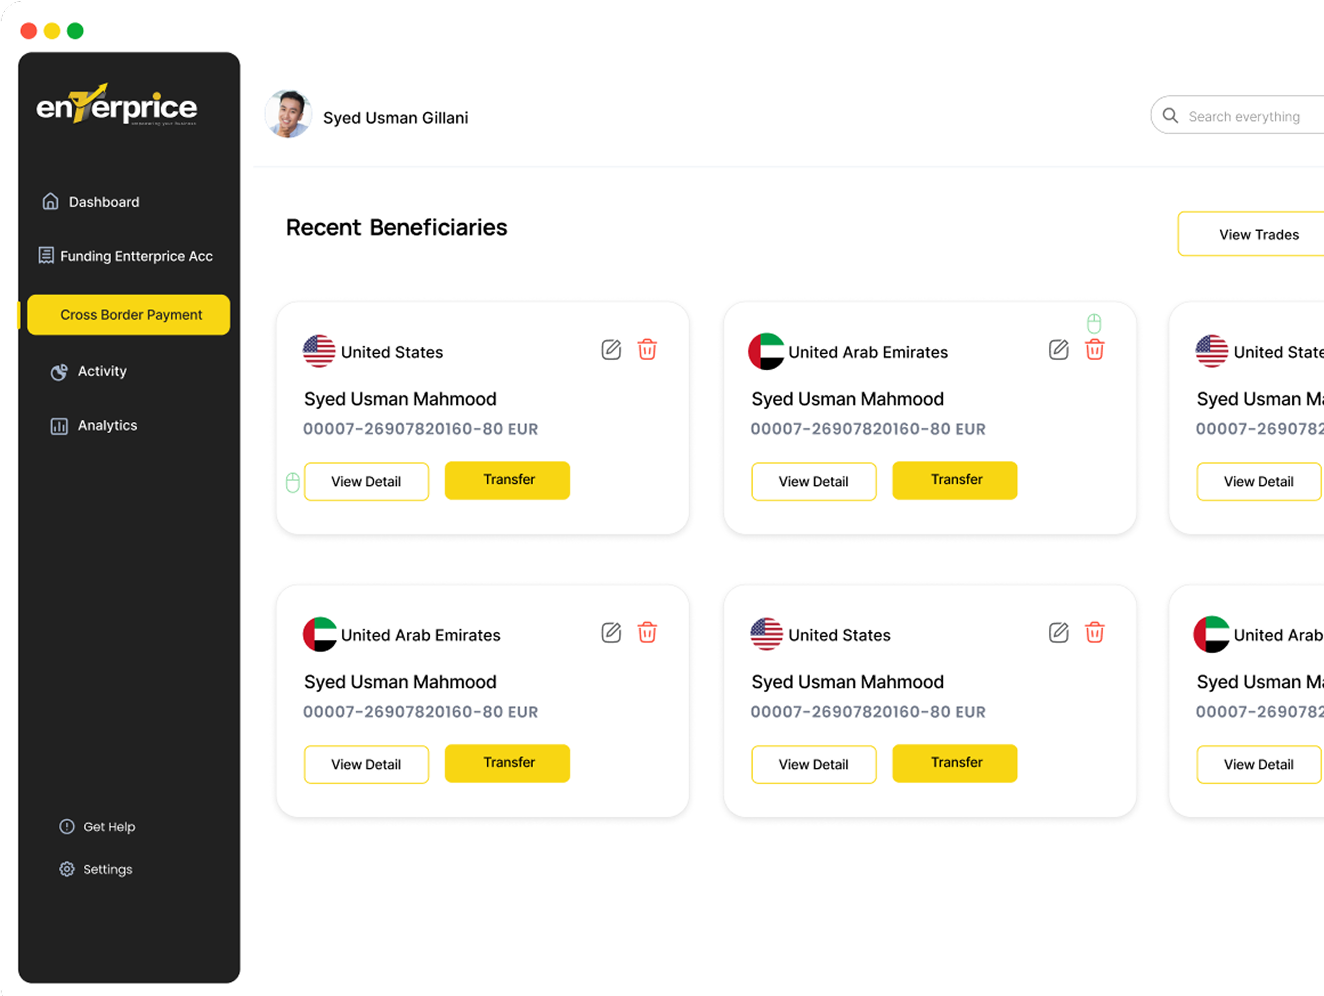 enterprice
empowering your business
Syed Usman Gillani
Search everything
Dashboard
Funding Entterprice Acc
Cross Border Payment
Activity
Analytics
Get Help
Settings
Recent Beneficiaries
View Trades
United States
Syed Usman Mahmood
00007-26907820160-80 EUR
View Detail
Transfer
United Arab Emirates
Syed Usman Mahmood
00007-26907820160-80 EUR
View Detail
Transfer
United State
Syed Usman Ma
00007-2690782
View Detail
United Arab Emirates
Syed Usman Mahmood
00007-26907820160-80 EUR
View Detail
Transfer
United States
Syed Usman Mahmood
00007-26907820160-80 EUR
View Detail
Transfer
United Arab
Syed Usman Ma
00007-2690782
View Detail